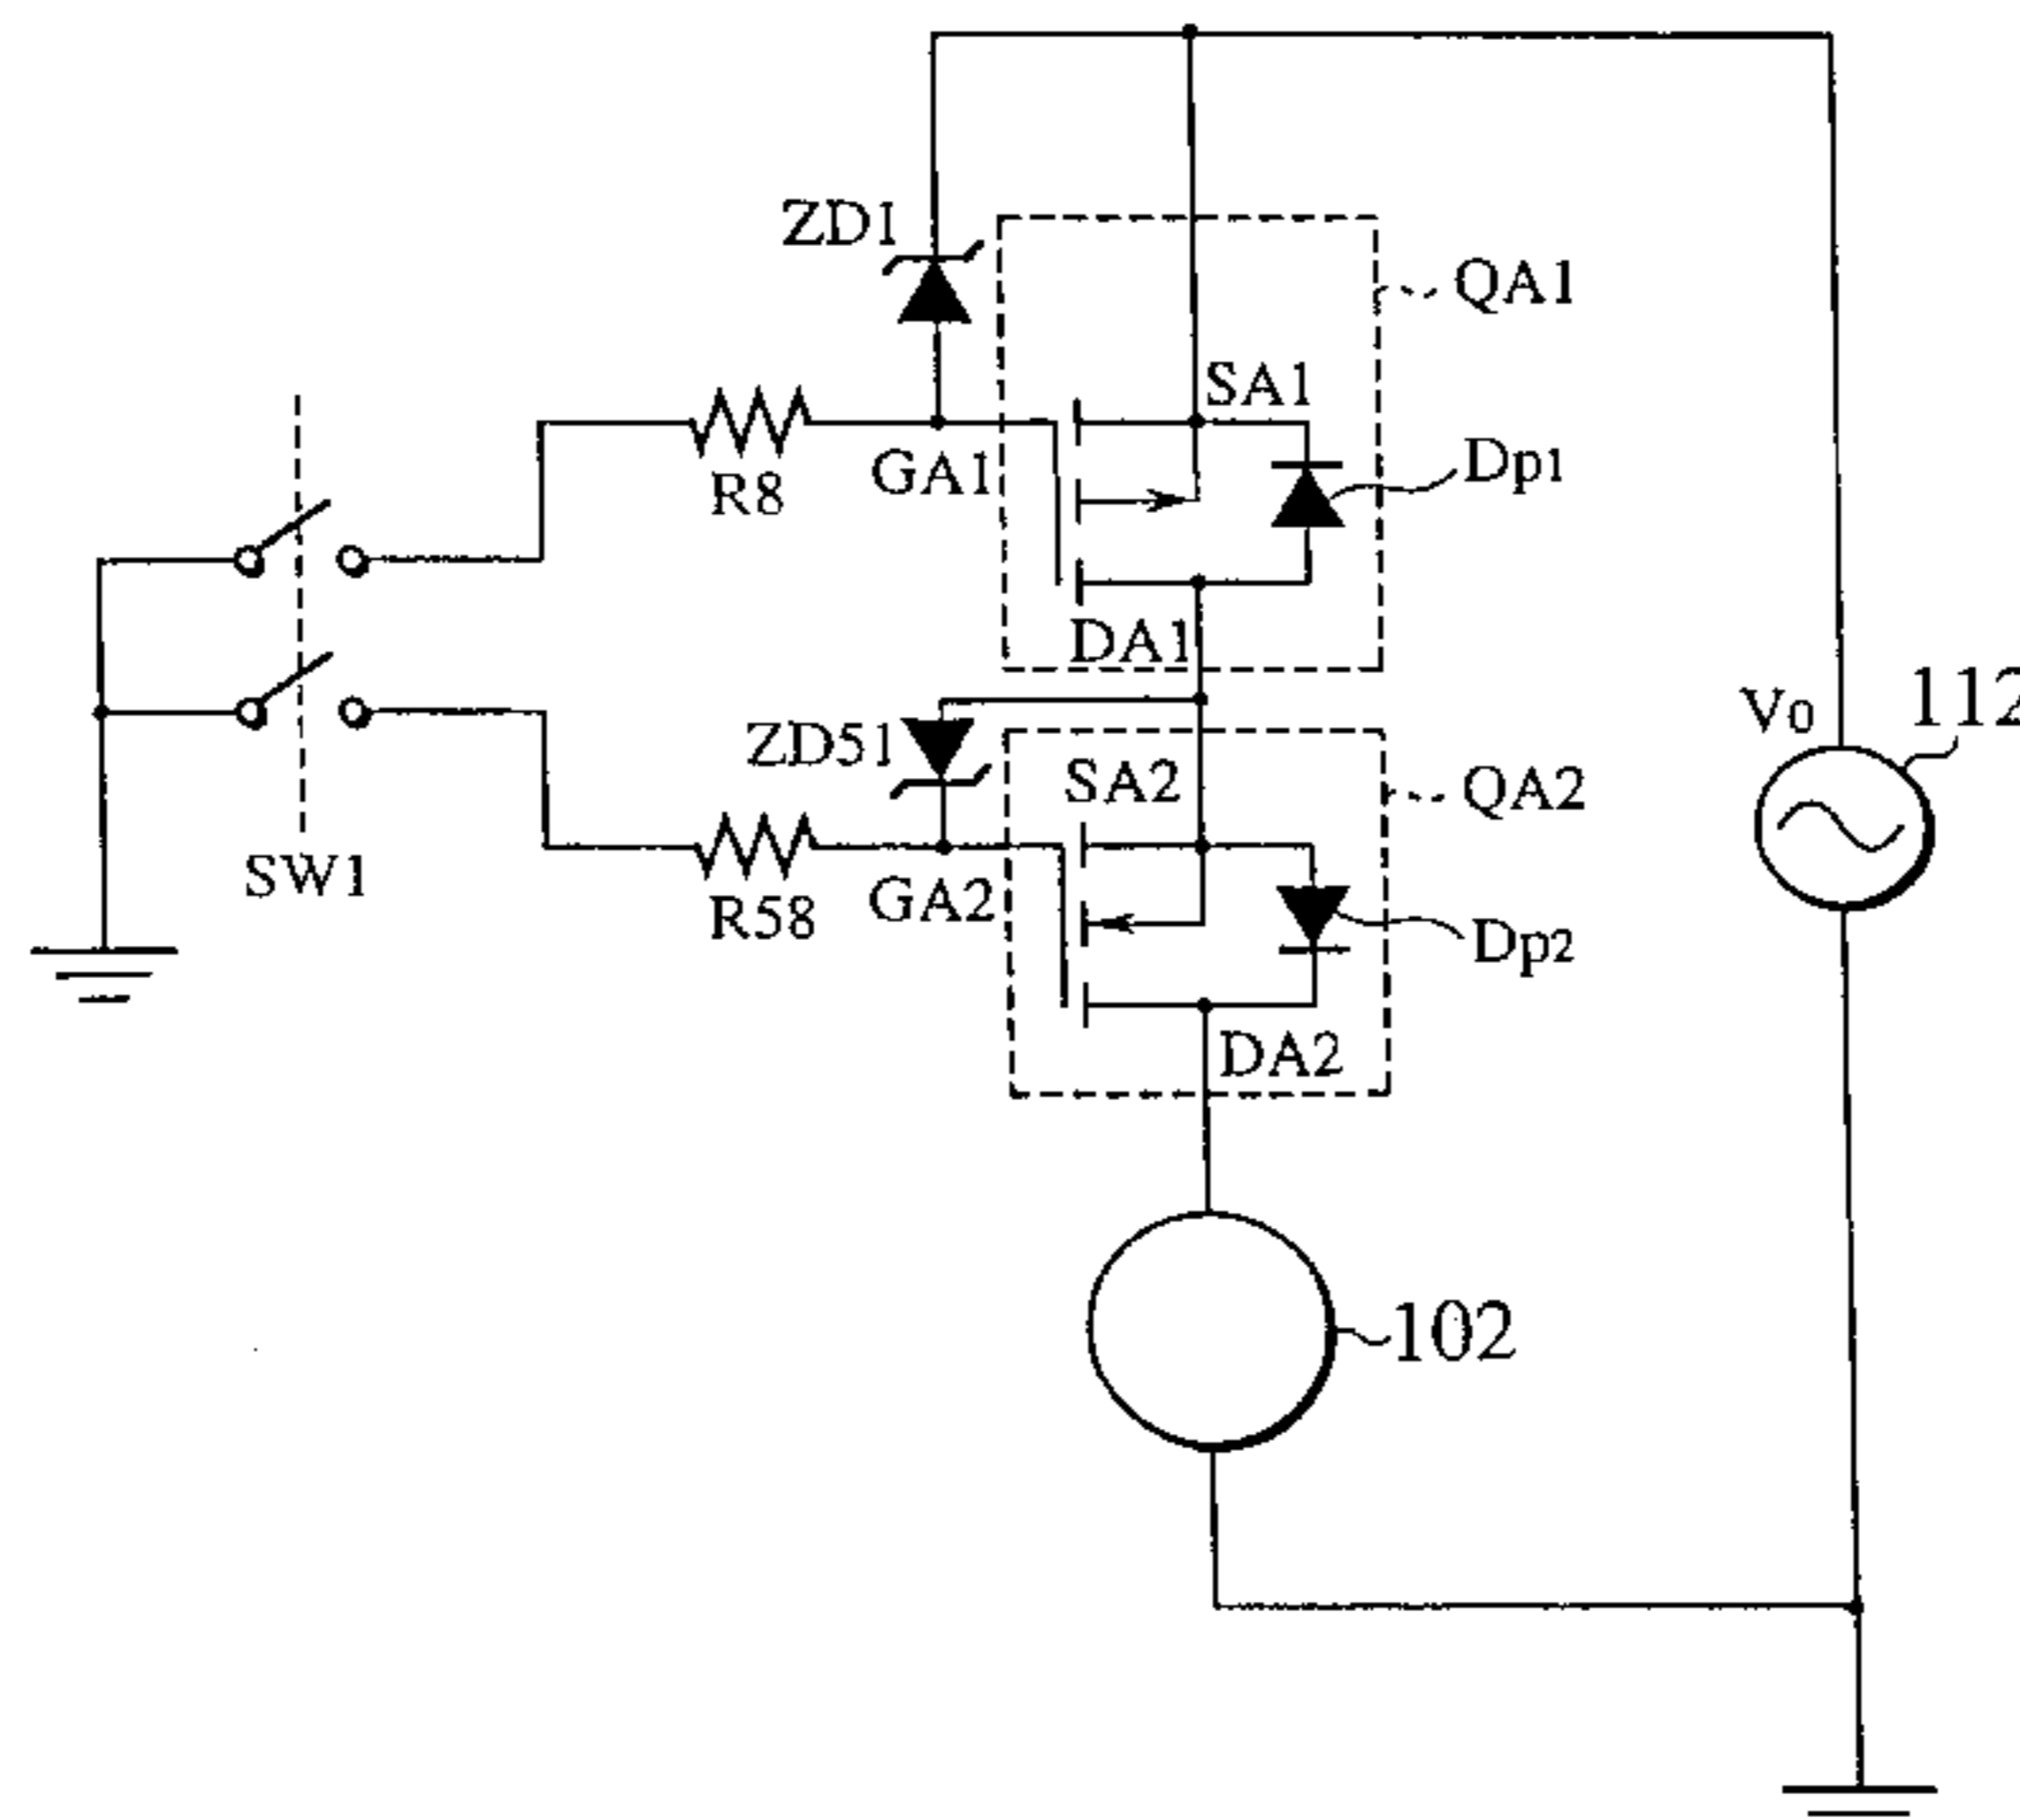 ZD1
QA1
SA1
R8
GA1
Dp1
DA1
V0
112
ZD51
SA2
QA2
SW1
R58
GA2
Dp2
DA2
102